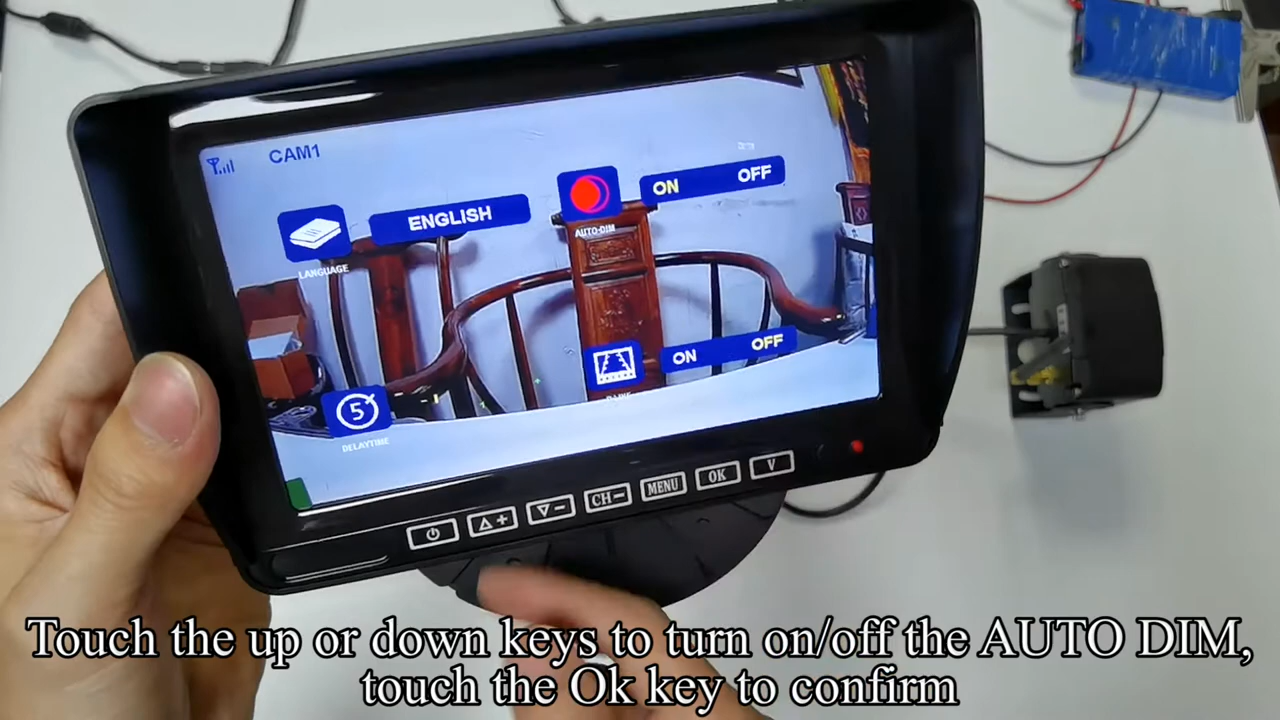 CAM1
ENGLISH
LANGUAGE
AUTO-DIM
ON OFF
5
DELAYTIME
ON OFF
+
-
CH-
MENU
OK
V
Touch the up or down keys to turn on/off the AUTO DIM,
touch the Ok key to confirm